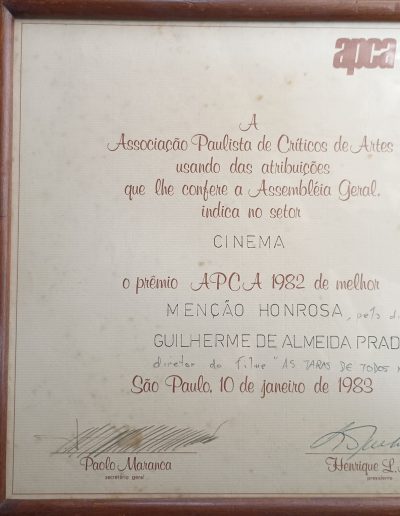 apca
A
Associação Paulista de Críticos de Artes
usando das atribuições
que lhe confere a Assembléia Geral,
indica no setor
CINEMA
o prêmio APCA 1982 de melhor
MENÇÃO HONROSA, pelo
GUILHERME DE ALMEIDA PRAD
diretor do filme "AS TARAS DE TODOS
São Paulo, 10 de janeiro de 1983
Paolo Maranca Henrique L.
secretário geral presidente